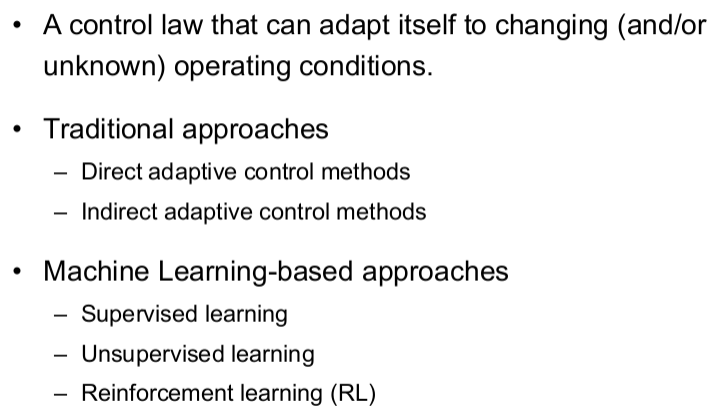 • A control law that can adapt itself to changing (and/or
unknown) operating conditions.
• Traditional approaches
– Direct adaptive control methods
– Indirect adaptive control methods
• Machine Learning-based approaches
– Supervised learning
– Unsupervised learning
– Reinforcement learning (RL)